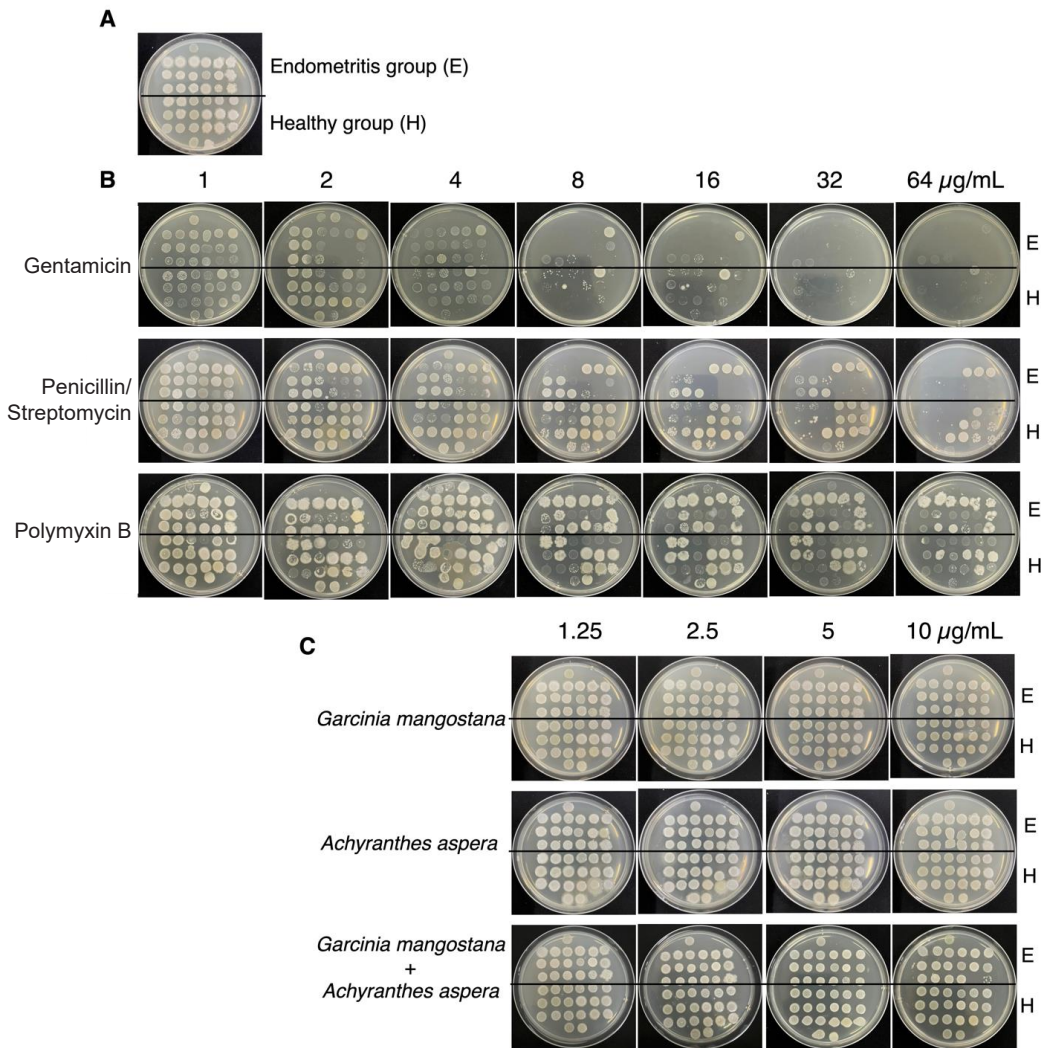 A
Endometritis group (E)
Healthy group (H)
B
1 2 4 8 16 32 64 µg/mL
Gentamicin
E
H
Penicillin/
Streptomycin
E
H
Polymyxin B
E
H
C
1.25 2.5 5 10 µg/mL
Garcinia mangostana
E
H
Achyranthes aspera
E
H
Garcinia mangostana
+
Achyranthes aspera
E
H